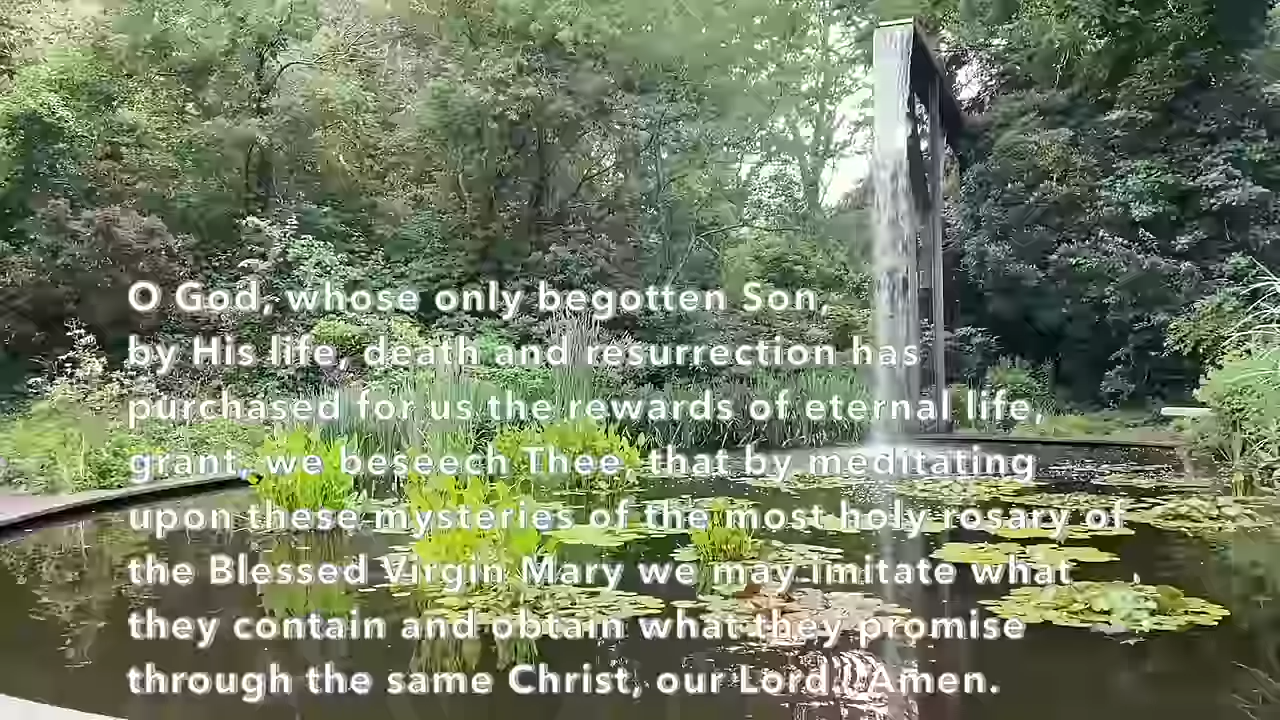 O God, whose only begotten Son,
by His life, death and resurrection has
purchased for us the rewards of eternal life,
grant, we beseech Thee, that by meditating
upon these mysteries of the most holy rosary of
the Blessed Virgin Mary we may imitate what
they contain and obtain what they promise
through the same Christ, our Lord. Amen.